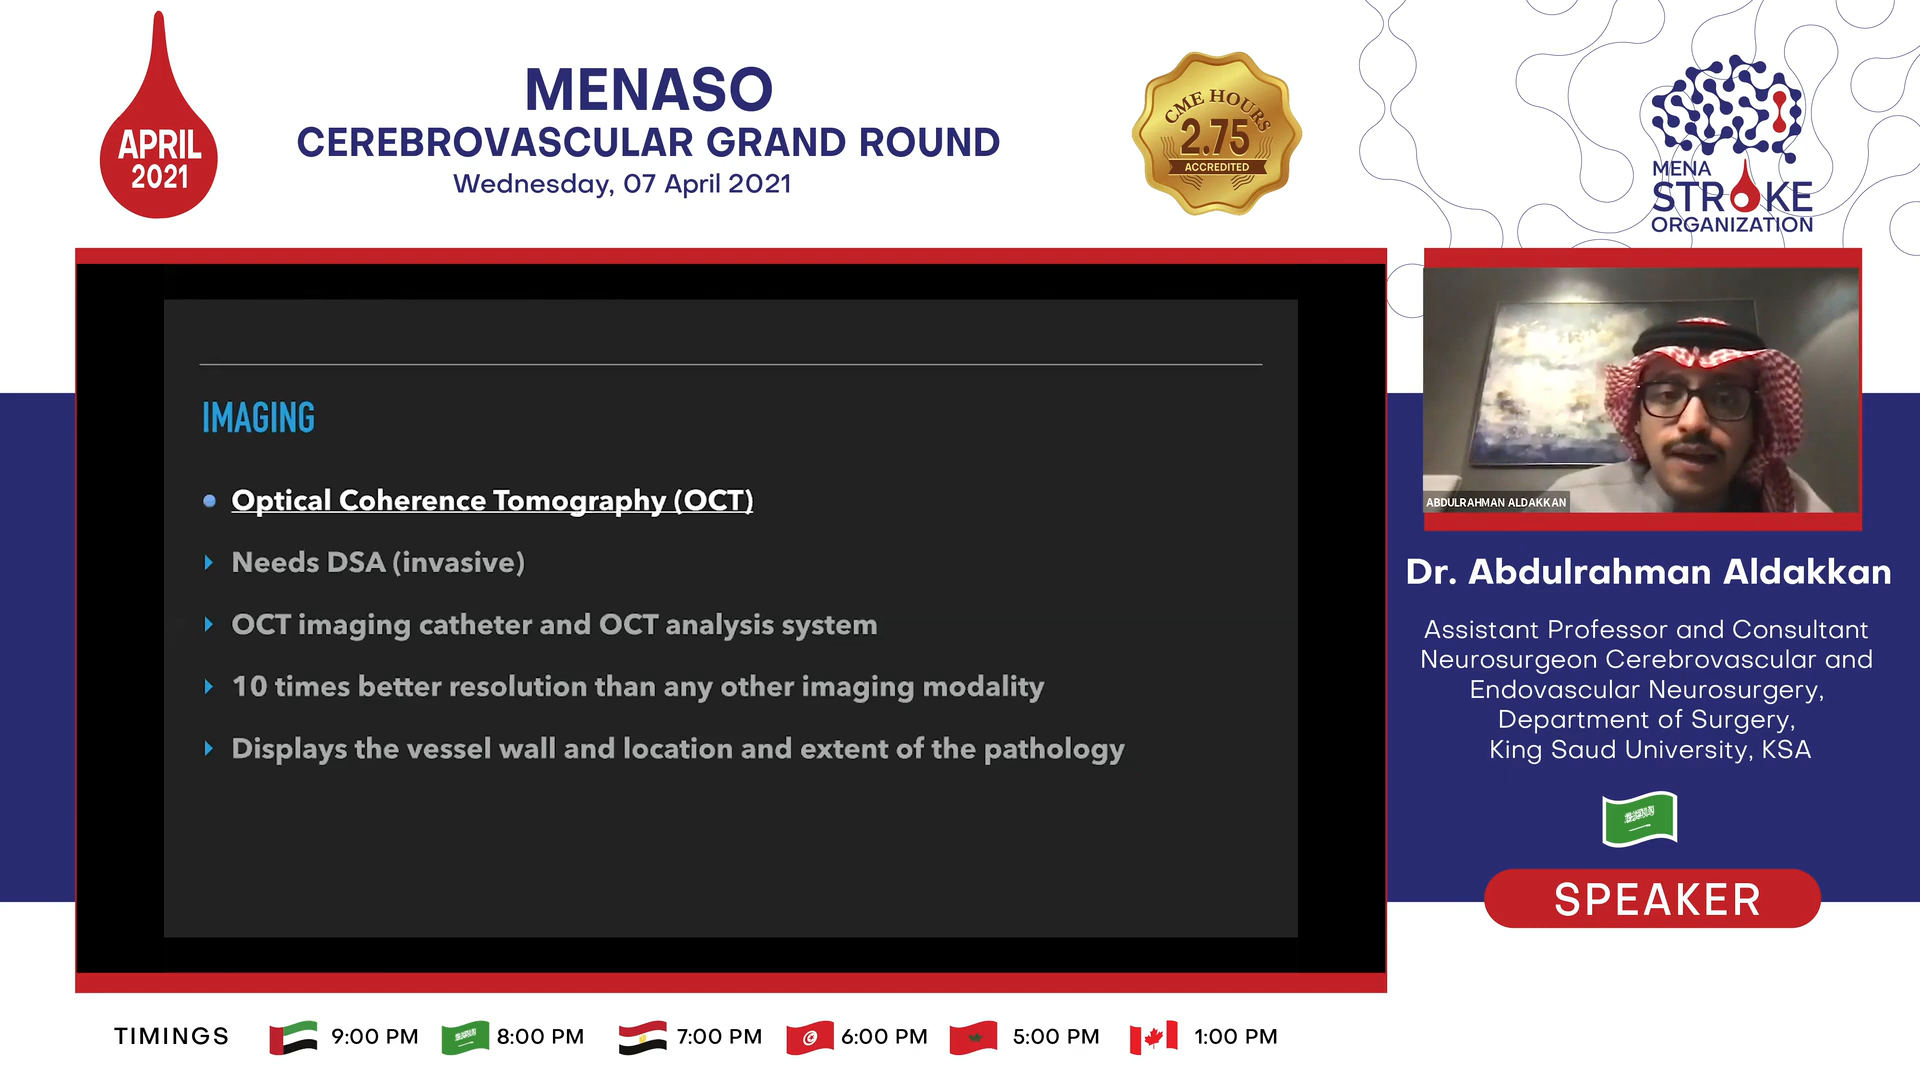 APRIL
2021
MENASO
CEREBROVASCULAR GRAND ROUND
Wednesday, 07 April 2021
CME HOURS
2.75
ACCREDITED
MENA
STROKE
ORGANIZATION
IMAGING
Optical Coherence Tomography (OCT)
Needs DSA (invasive)
OCT imaging catheter and OCT analysis system
10 times better resolution than any other imaging modality
Displays the vessel wall and location and extent of the pathology
ABDULRAHMAN ALDAKKAN
Dr. Abdulrahman Aldakkan
Assistant Professor and Consultant
Neurosurgeon Cerebrovascular and
Endovascular Neurosurgery,
Department of Surgery,
King Saud University, KSA
SPEAKER
TIMINGS 9:00 PM 8:00 PM 7:00 PM 6:00 PM 5:00 PM 1:00 PM